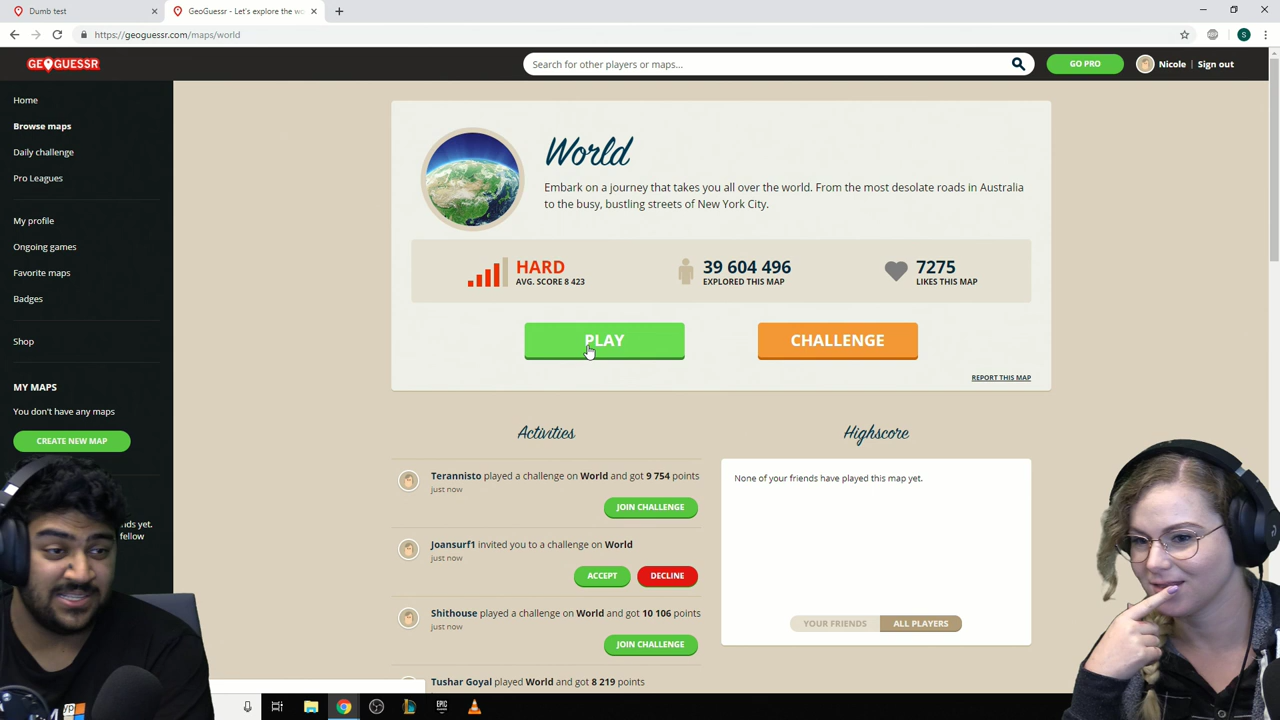 Dumb test
GeoGuessr - Let's explore the wo
https://geoguessr.com/maps/world
ABP
S
GEOGUESSR
Search for other players or maps...
GO PRO
Nicole | Sign out
Home
Browse maps
Daily challenge
Pro Leagues
My profile
Ongoing games
Favorite maps
Badges
Shop
MY MAPS
You don't have any maps
CREATE NEW MAP
nds yet.
fellow
World
Embark on a journey that takes you all over the world. From the most desolate roads in Australia
to the busy, bustling streets of New York City.
HARD
AVG. SCORE 8 423
39 604 496
EXPLORED THIS MAP
7275
LIKES THIS MAP
PLAY
CHALLENGE
REPORT THIS MAP
Activities
Terannisto played a challenge on World and got 9 754 points
just now
JOIN CHALLENGE
Joansurf1 invited you to a challenge on World
just now
ACCEPT
DECLINE
Shithouse played a challenge on World and got 10 106 points
just now
JOIN CHALLENGE
Tushar Goyal played World and got 8 219 points
Highscore
None of your friends have played this map yet.
YOUR FRIENDS
ALL PLAYERS
EPIC